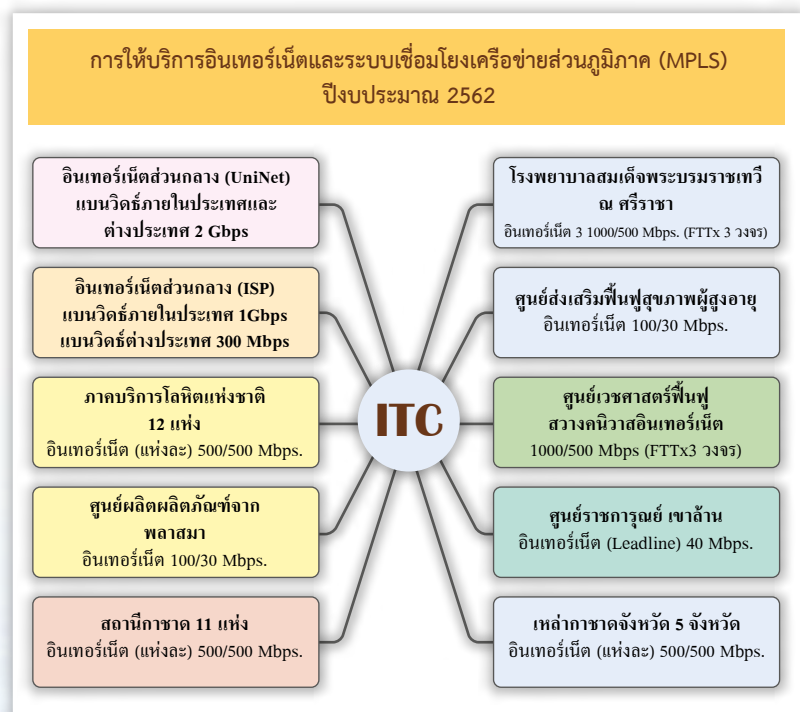 การให้บริการอินเทอร์เน็ตและระบบเชื่อมโยงเครือข่ายส่วนภูมิภาค (MPLS)
ปีงบประมาณ 2562
อินเทอร์เน็ตส่วนกลาง (UniNet)
แบนวิดธ์ภายในประเทศและ
ต่างประเทศ 2 Gbps
อินเทอร์เน็ตส่วนกลาง (ISP)
แบนวิดธ์ภายในประเทศ 1Gbps
แบนวิดธ์ต่างประเทศ 300 Mbps
ภาคบริการโลหิตแห่งชาติ
12 แห่ง
อินเทอร์เน็ต (แห่งละ) 500/500 Mbps.
ศูนย์ผลิตผลิตภัณฑ์จาก
พลาสมา
อินเทอร์เน็ต 100/30 Mbps.
สถานีกาชาด 11 แห่ง
อินเทอร์เน็ต (แห่งละ) 500/500 Mbps.
ITC
โรงพยาบาลสมเด็จพระบรมราชเทวี
ณ ศรีราชา
อินเทอร์เน็ต 3 1000/500 Mbps. (FTTx 3 วงจร)
ศูนย์ส่งเสริมฟื้นฟูสุขภาพผู้สูงอายุ
อินเทอร์เน็ต 100/30 Mbps.
ศูนย์เวชศาสตร์ฟื้นฟู
สวางคนิวาสอินเทอร์เน็ต
1000/500 Mbps (FTTx3 วงจร)
ศูนย์ราชการุณย์ เขาล้าน
อินเทอร์เน็ต (Leadline) 40 Mbps.
เหล่ากาชาดจังหวัด 5 จังหวัด
อินเทอร์เน็ต (แห่งละ) 500/500 Mbps.